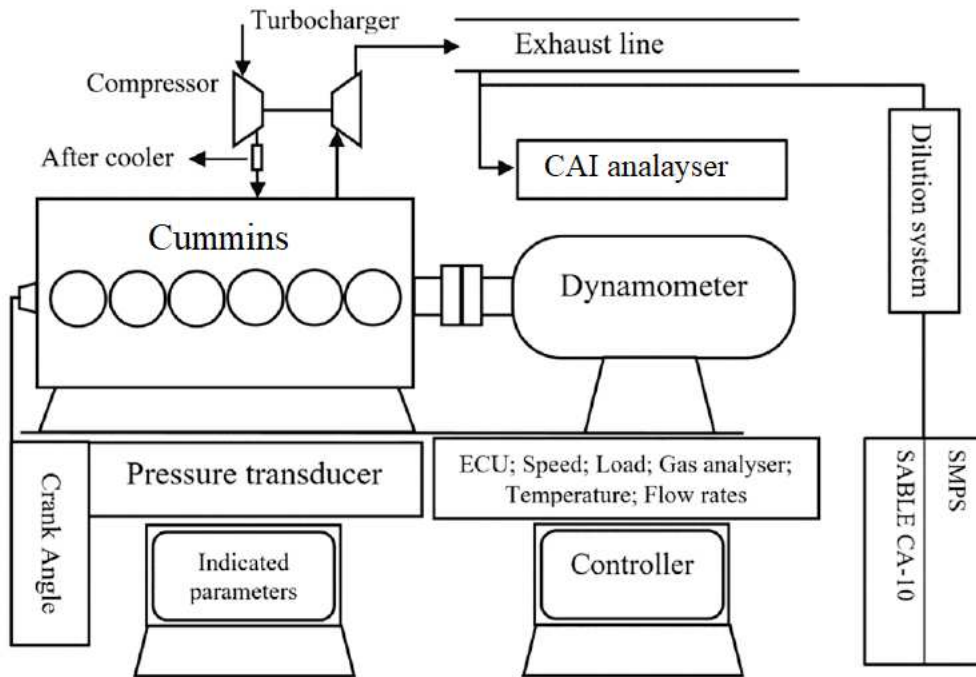 Turbocharger
Exhaust line
Compressor
After cooler
CAI analayser
Dilution system
Cummins
Dynamometer
Pressure transducer
ECU; Speed; Load; Gas analyser;
Temperature; Flow rates
Crank Angle
Indicated
parameters
Controller
SMPS
SABLE CA-10